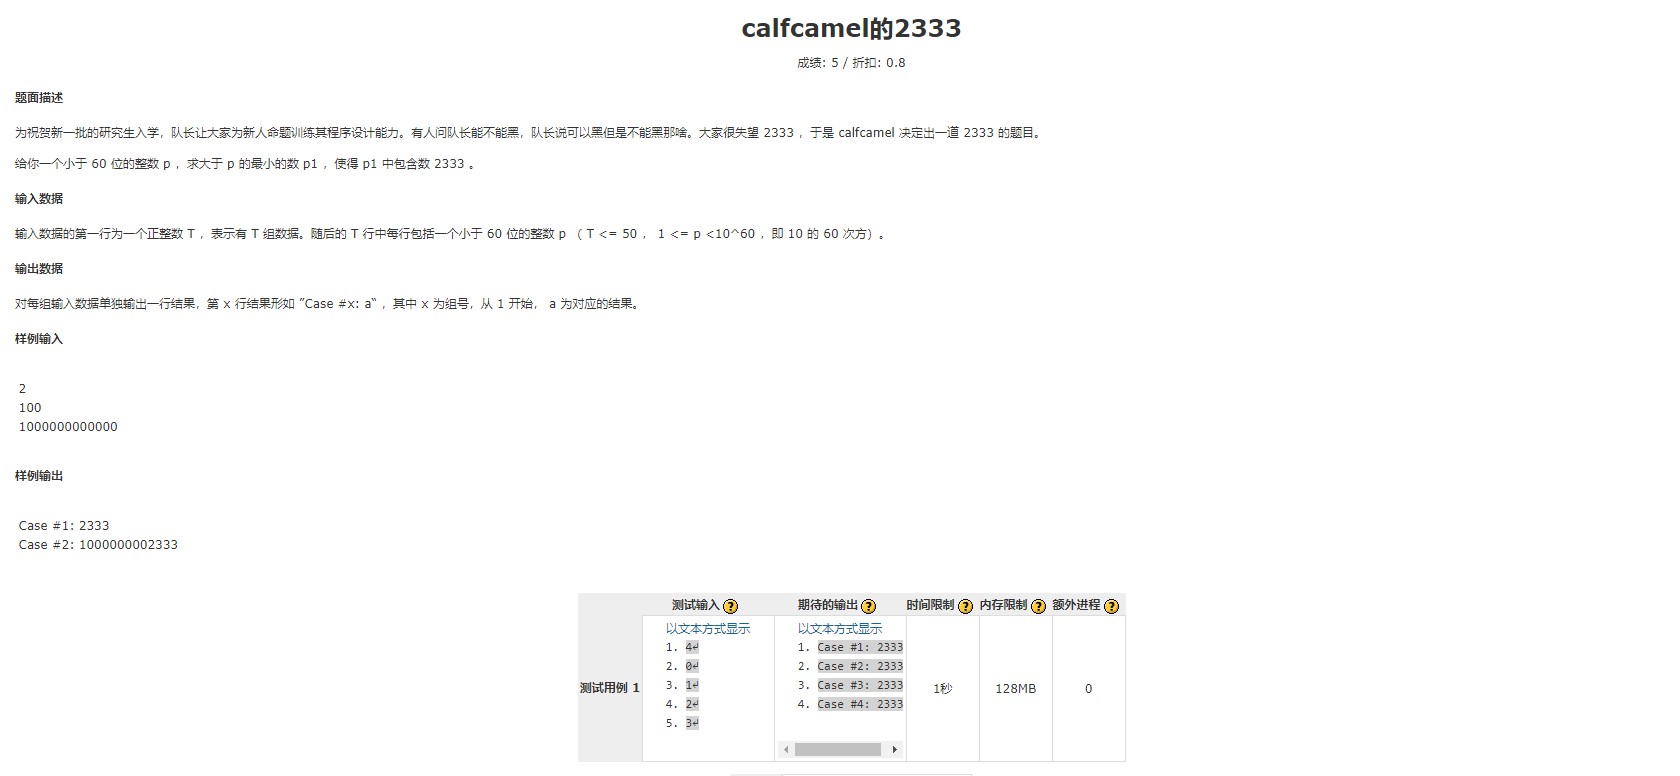 calfcamel的2333
成绩: 5 / 折扣: 0.8
题面描述
为祝贺新一批的研究生入学，队长让大家为新人命题训练其程序设计能力。有人问队长能不能黑，队长说可以黑但是不能黑那啥。大家很失望 2333 ，于是 calfcamel 决定出一道 2333 的题目。
给你一个小于 60 位的整数 p ，求大于 p 的最小的数 p1 ，使得 p1 中包含数 2333 。
输入数据
输入数据的第一行为一个正整数 T ，表示有 T 组数据。随后的 T 行中每行包括一个小于 60 位的整数 p （ T <= 50 ， 1 <= p <10^60 ，即 10 的 60 次方）。
输出数据
对每组输入数据单独输出一行结果，第 x 行结果形如 ”Case #x: a“ ，其中 x 为组号，从 1 开始， a 为对应的结果。
样例输入
2
100
1000000000000
样例输出
Case #1: 2333
Case #2: 1000000002333
测试输入 期待的输出 时间限制 内存限制 额外进程
测试用例 1
以文本方式显示
1. 4↵
2. 0↵
3. 1↵
4. 2↵
5. 3↵
以文本方式显示
1. Case #1: 2333
2. Case #2: 2333
3. Case #3: 2333
4. Case #4: 2333
1秒
128MB
0